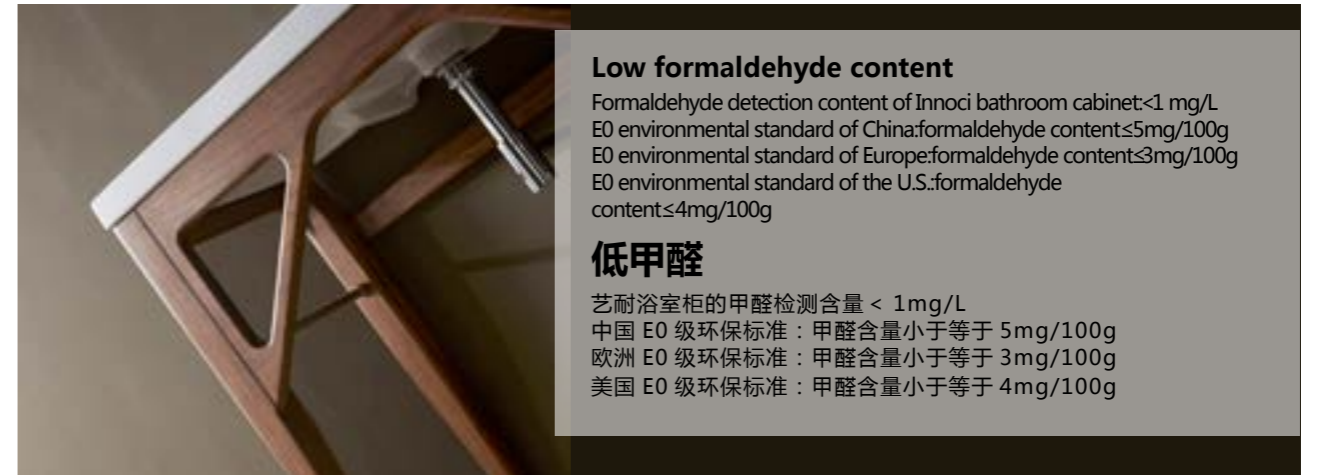 Low formaldehyde content
Formaldehyde detection content of Innoci bathroom cabinet:<1 mg/L
E0 environmental standard of China:formaldehyde content≤5mg/100g
E0 environmental standard of Europe:formaldehyde content≤3mg/100g
E0 environmental standard of the U.S.:formaldehyde
content≤4mg/100g
低甲醛
艺耐浴室柜的甲醛检测含量 < 1mg/L
中国 E0 级环保标准：甲醛含量小于等于 5mg/100g
欧洲 E0 级环保标准：甲醛含量小于等于 3mg/100g
美国 E0 级环保标准：甲醛含量小于等于 4mg/100g